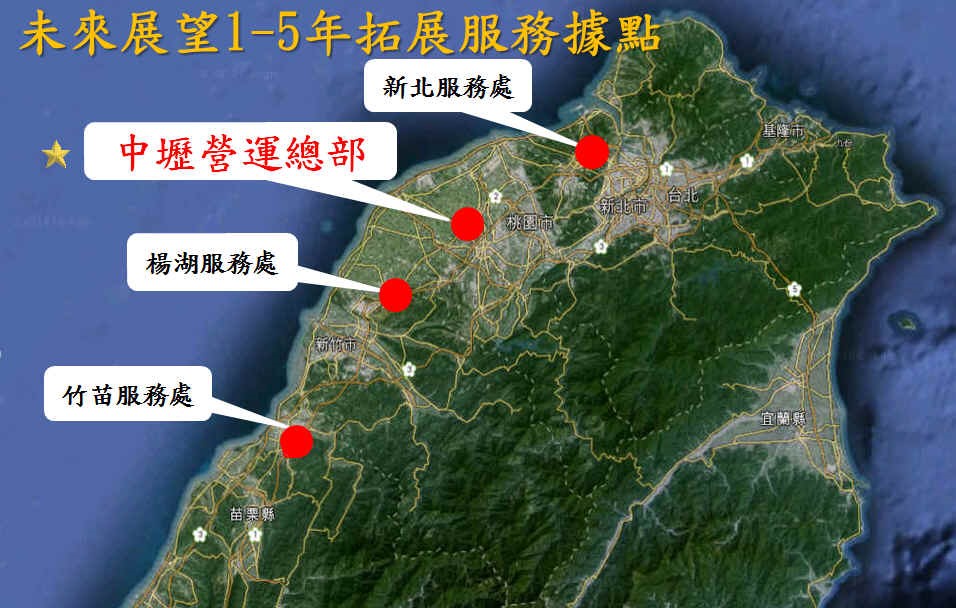 未來展望1-5年拓展服務據點
新北服務處
中壢營運總部
楊湖服務處
竹苗服務處
基隆市
台北
新北市
桃園市
新竹市
宜蘭縣
苗栗縣
1
1
2
5
3
1